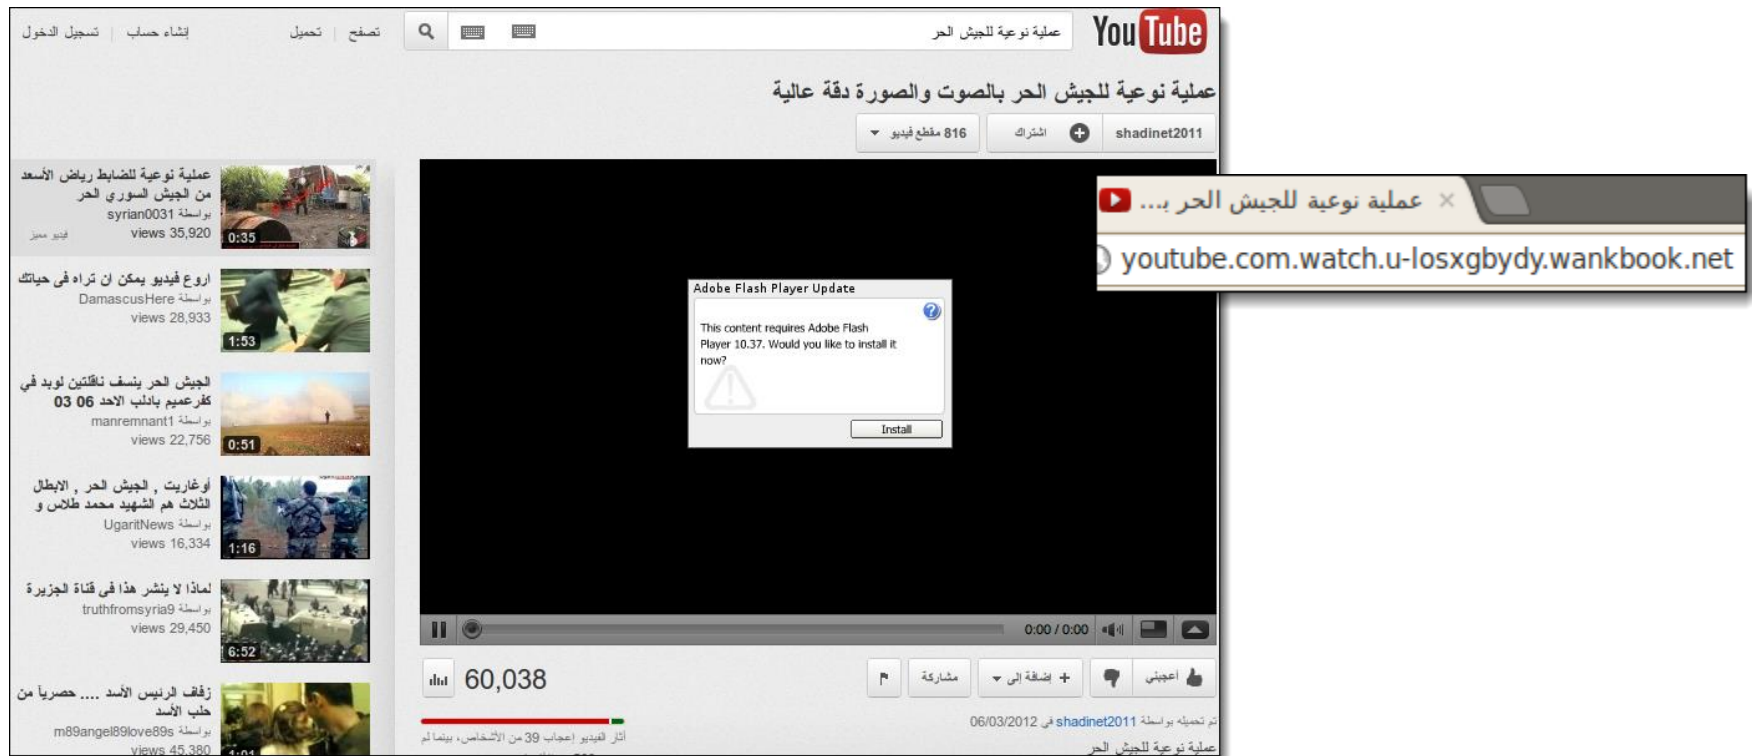 YouTube
عملية نوعية للجيش الحر
تصفح | تحميل
إنشاء حساب | تسجيل الدخول
عملية نوعية للجيش الحر بالصوت والصورة دقة عالية
shadinet2011
اشتراك
816 مقطع فيديو
عملية نوعية للجيش الحر بـ...
youtube.com.watch.u-losxgbydy.wankbook.net
Adobe Flash Player Update
This content requires Adobe Flash
Player 10.37. Would you like to install it
now?
Install
0:00 / 0:00
أعجبني
+ إضافة إلى
مشاركة
60,038
تم تحميله بواسطة shadinet2011 في 06/03/2012
عملية نوعية للجيش الحر
أثار الفيديو إعجاب 39 من الأشخاص، بينما لم
عملية نوعية للضابط رياض الأسعد
من الجيش السوري الحر
بواسطة syrian0031
views 35,920
فيديو مميز
0:35
اروع فيديو يمكن ان تراه فى حياتك
بواسطة DamascusHere
views 28,933
1:53
الجيش الحر ينسف ناقلتين لوبد في
كفرعميم بادلب الاحد 06 03
بواسطة manremnant1
views 22,756
0:51
أوغاريت , الجيش الحر , الابطال
الثلاث هم الشهيد محمد طلاس و
بواسطة UgaritNews
views 16,334
1:16
لماذا لا ينشر هذا فى قناة الجزيرة
بواسطة truthfromsyria9
views 29,450
6:52
زفاف الرئيس الأسد .... حصرياً من
حلب الأسد
بواسطة m89angel89love89s
views 45,380